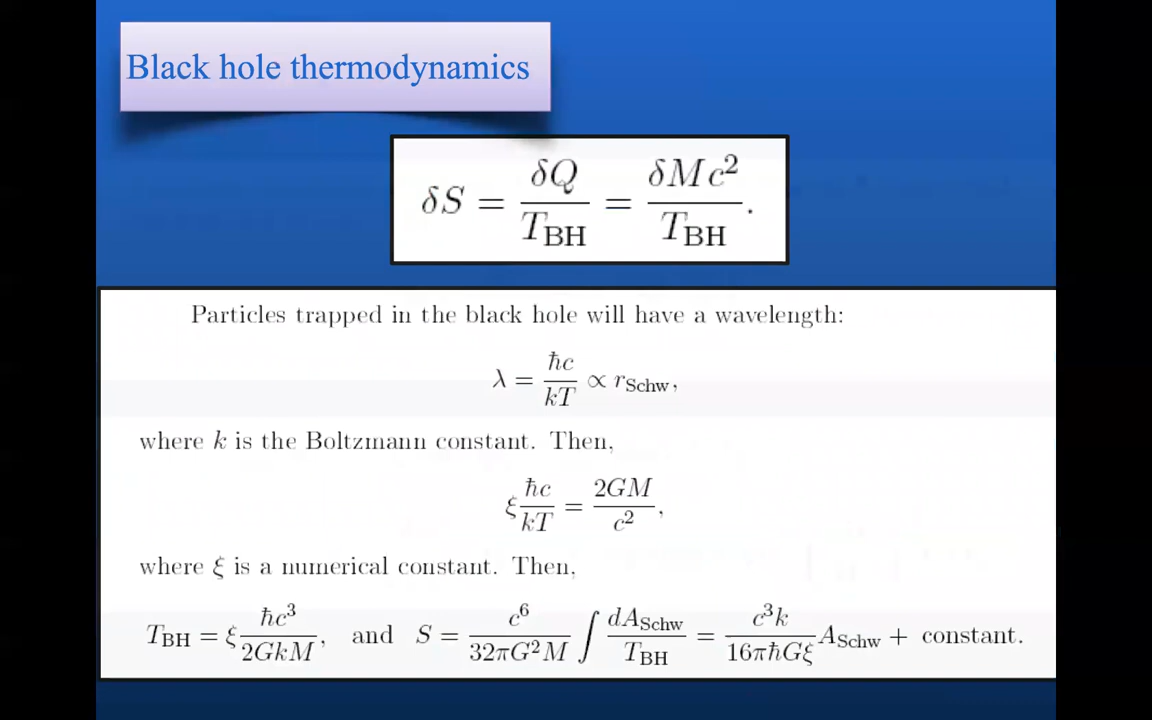 Black hole thermodynamics
δS = δQ / T_BH = δMc² / T_BH .
Particles trapped in the black hole will have a wavelength:
λ = ħc / kT ∝ r_Schw,
where k is the Boltzmann constant. Then,
ξ ħc / kT = 2GM / c² ,
where ξ is a numerical constant. Then,
T_BH = ξ ħc³ / 2GkM , and S = c⁶ / 32πG²M ∫ dA_Schw / T_BH = c³k / 16πħGξ A_Schw + constant.